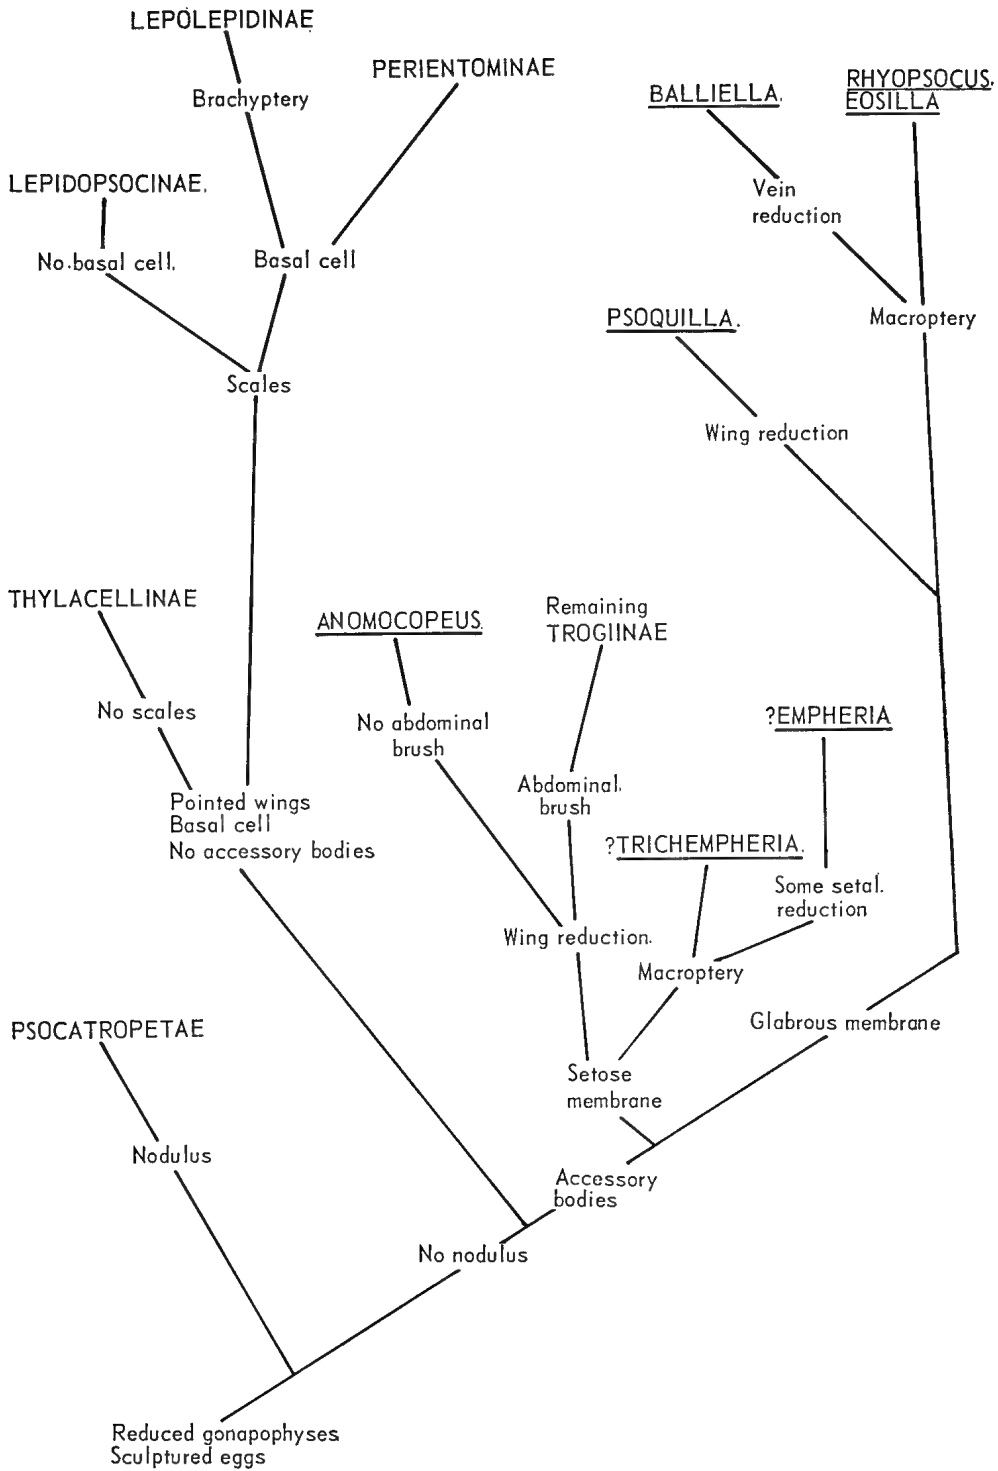 LEPOLEPIDINAE
PERIENTOMINAE
BALLIELLA.
RHYOPSOCUS.
EOSILLA
Brachyptery
LEPIDOPSOCINAE.
Vein
reduction
No basal cell.
Basal cell
PSOQUILLA.
Macroptery
Scales
Wing reduction
THYLACELLINAE
ANOMOCOPEUS.
Remaining
TROGIINAE
No scales
No abdominal
brush
?EMPHERIA
Abdominal.
brush
Pointed wings
Basal cell
No accessory bodies
?TRICHEMPHERIA.
Some setal.
reduction
Wing reduction.
Macroptery
PSOCATROPETAE
Glabrous membrane
Setose
membrane
Nodulus
Accessory
bodies
No nodulus
Reduced gonapophyses
Sculptured eggs